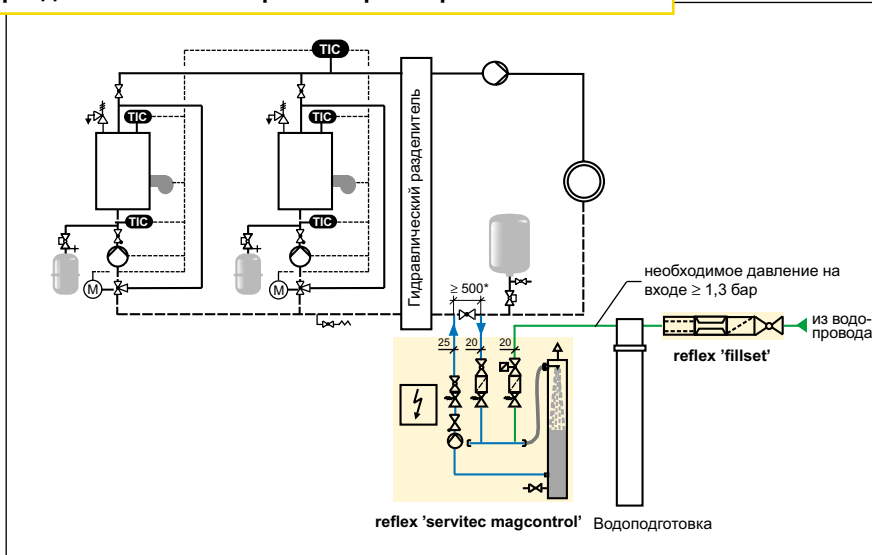 TIC
TIC
TIC
TIC
TIC
M
M
Гидравлический разделитель
≥ 500*
25
20
20
необходимое давление на
входе ≥ 1,3 бар
из водо-
провода
reflex 'fillset'
reflex 'servitec magcontrol'
Водоподготовка